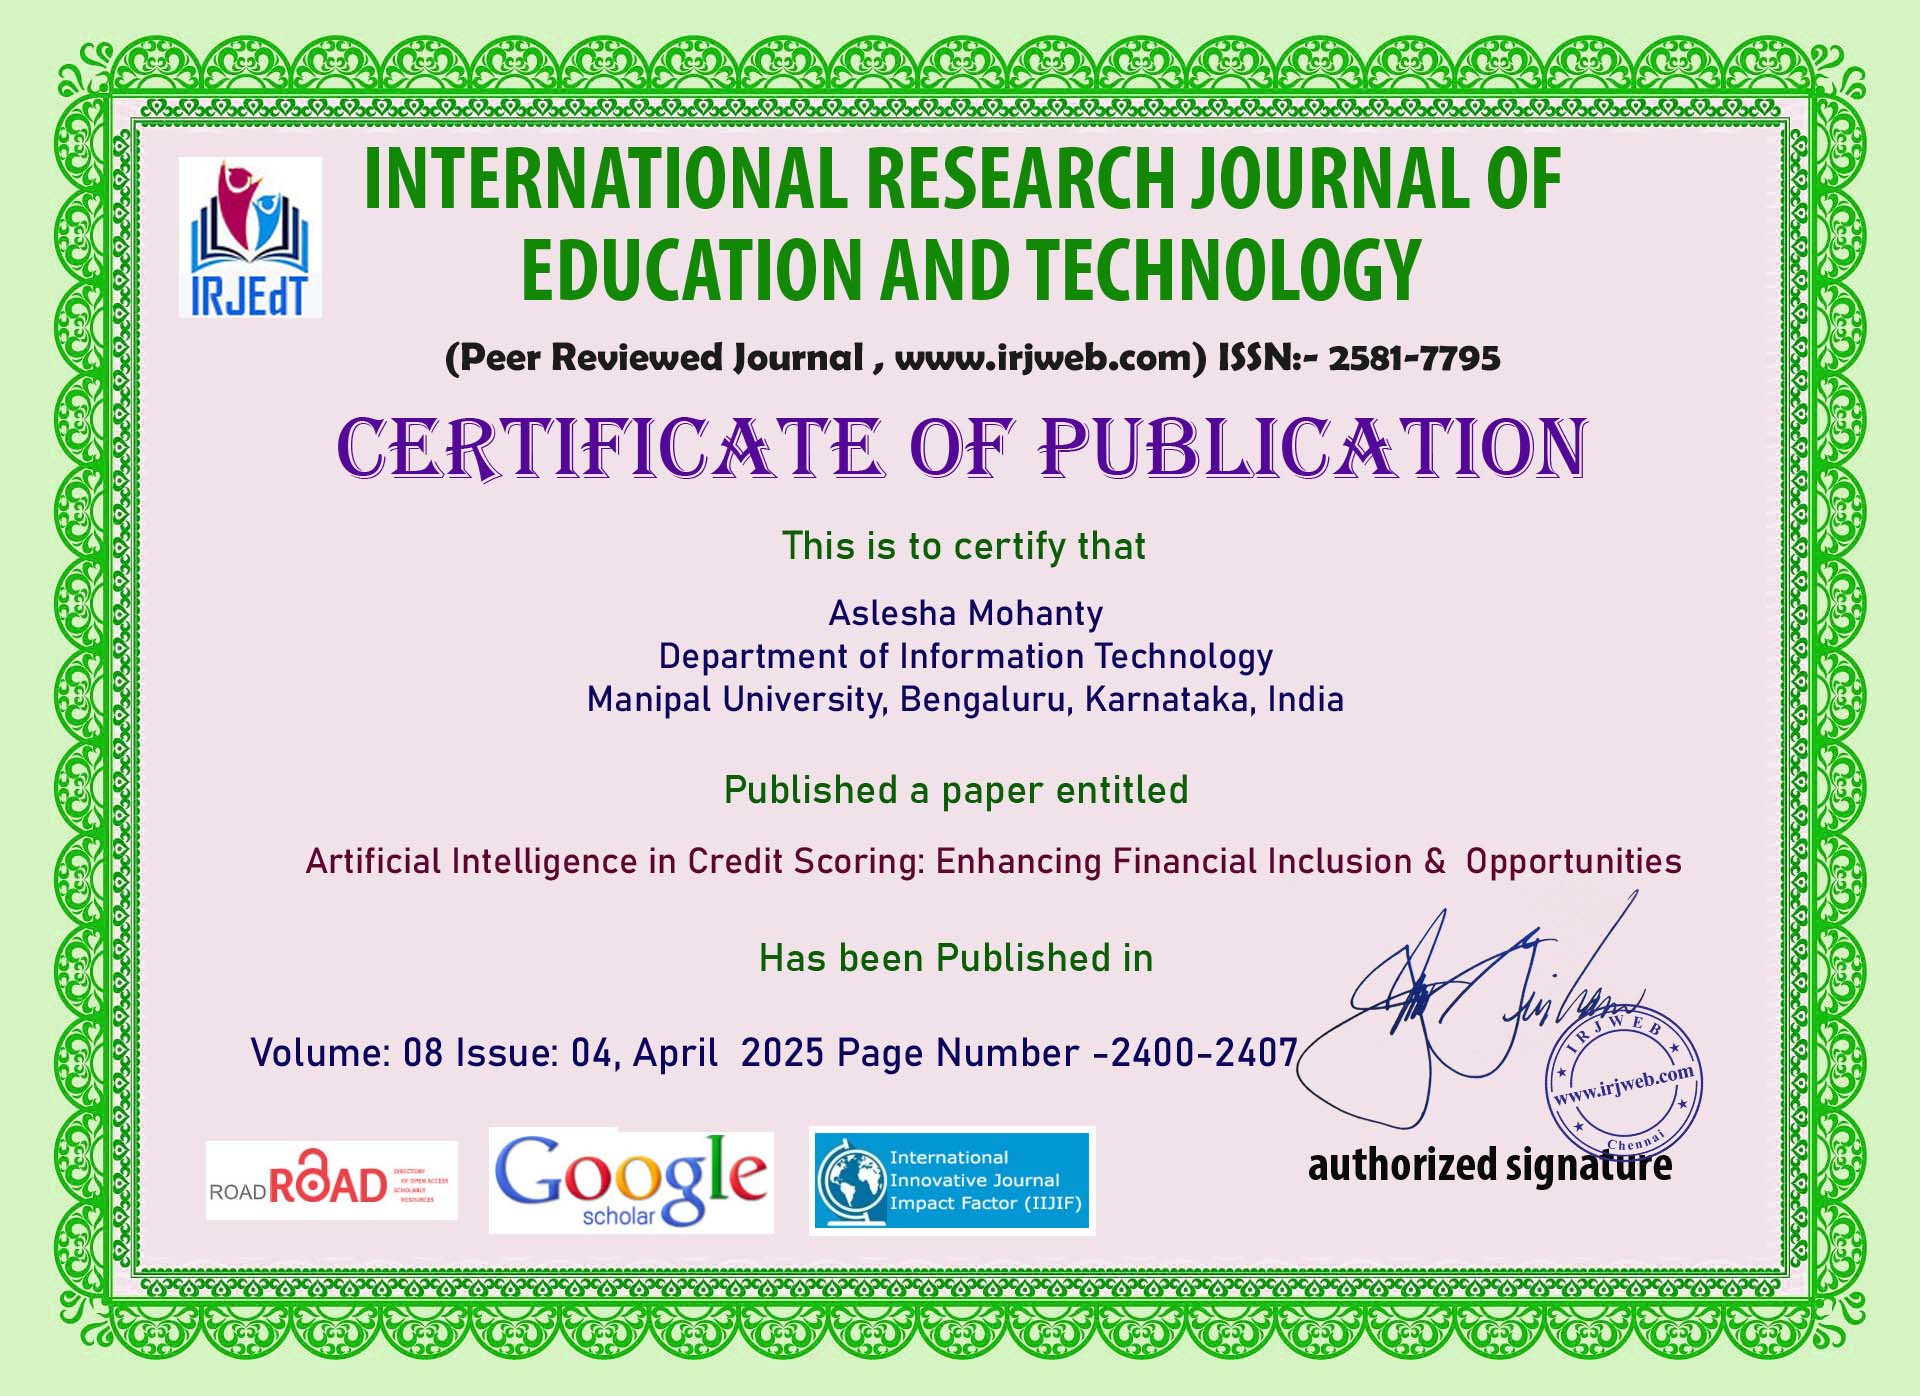 INTERNATIONAL RESEARCH JOURNAL OF
EDUCATION AND TECHNOLOGY
IRJEdT
(Peer Reviewed Journal , www.irjweb.com) ISSN:- 2581-7795
CERTIFICATE OF PUBLICATION
This is to certify that
Aslesha Mohanty
Department of Information Technology
Manipal University, Bengaluru, Karnataka, India
Published a paper entitled
Artificial Intelligence in Credit Scoring: Enhancing Financial Inclusion & Opportunities
Has been Published in
Volume: 08 Issue: 04, April 2025 Page Number -2400-2407
IRJWEB
www.irjweb.com
Chennai
authorized signature
ROAD ROAD
DIRECTORY
OF OPEN ACCESS
SCHOLARLY
RESOURCES
Google
scholar
International
Innovative Journal
Impact Factor (IIJIF)